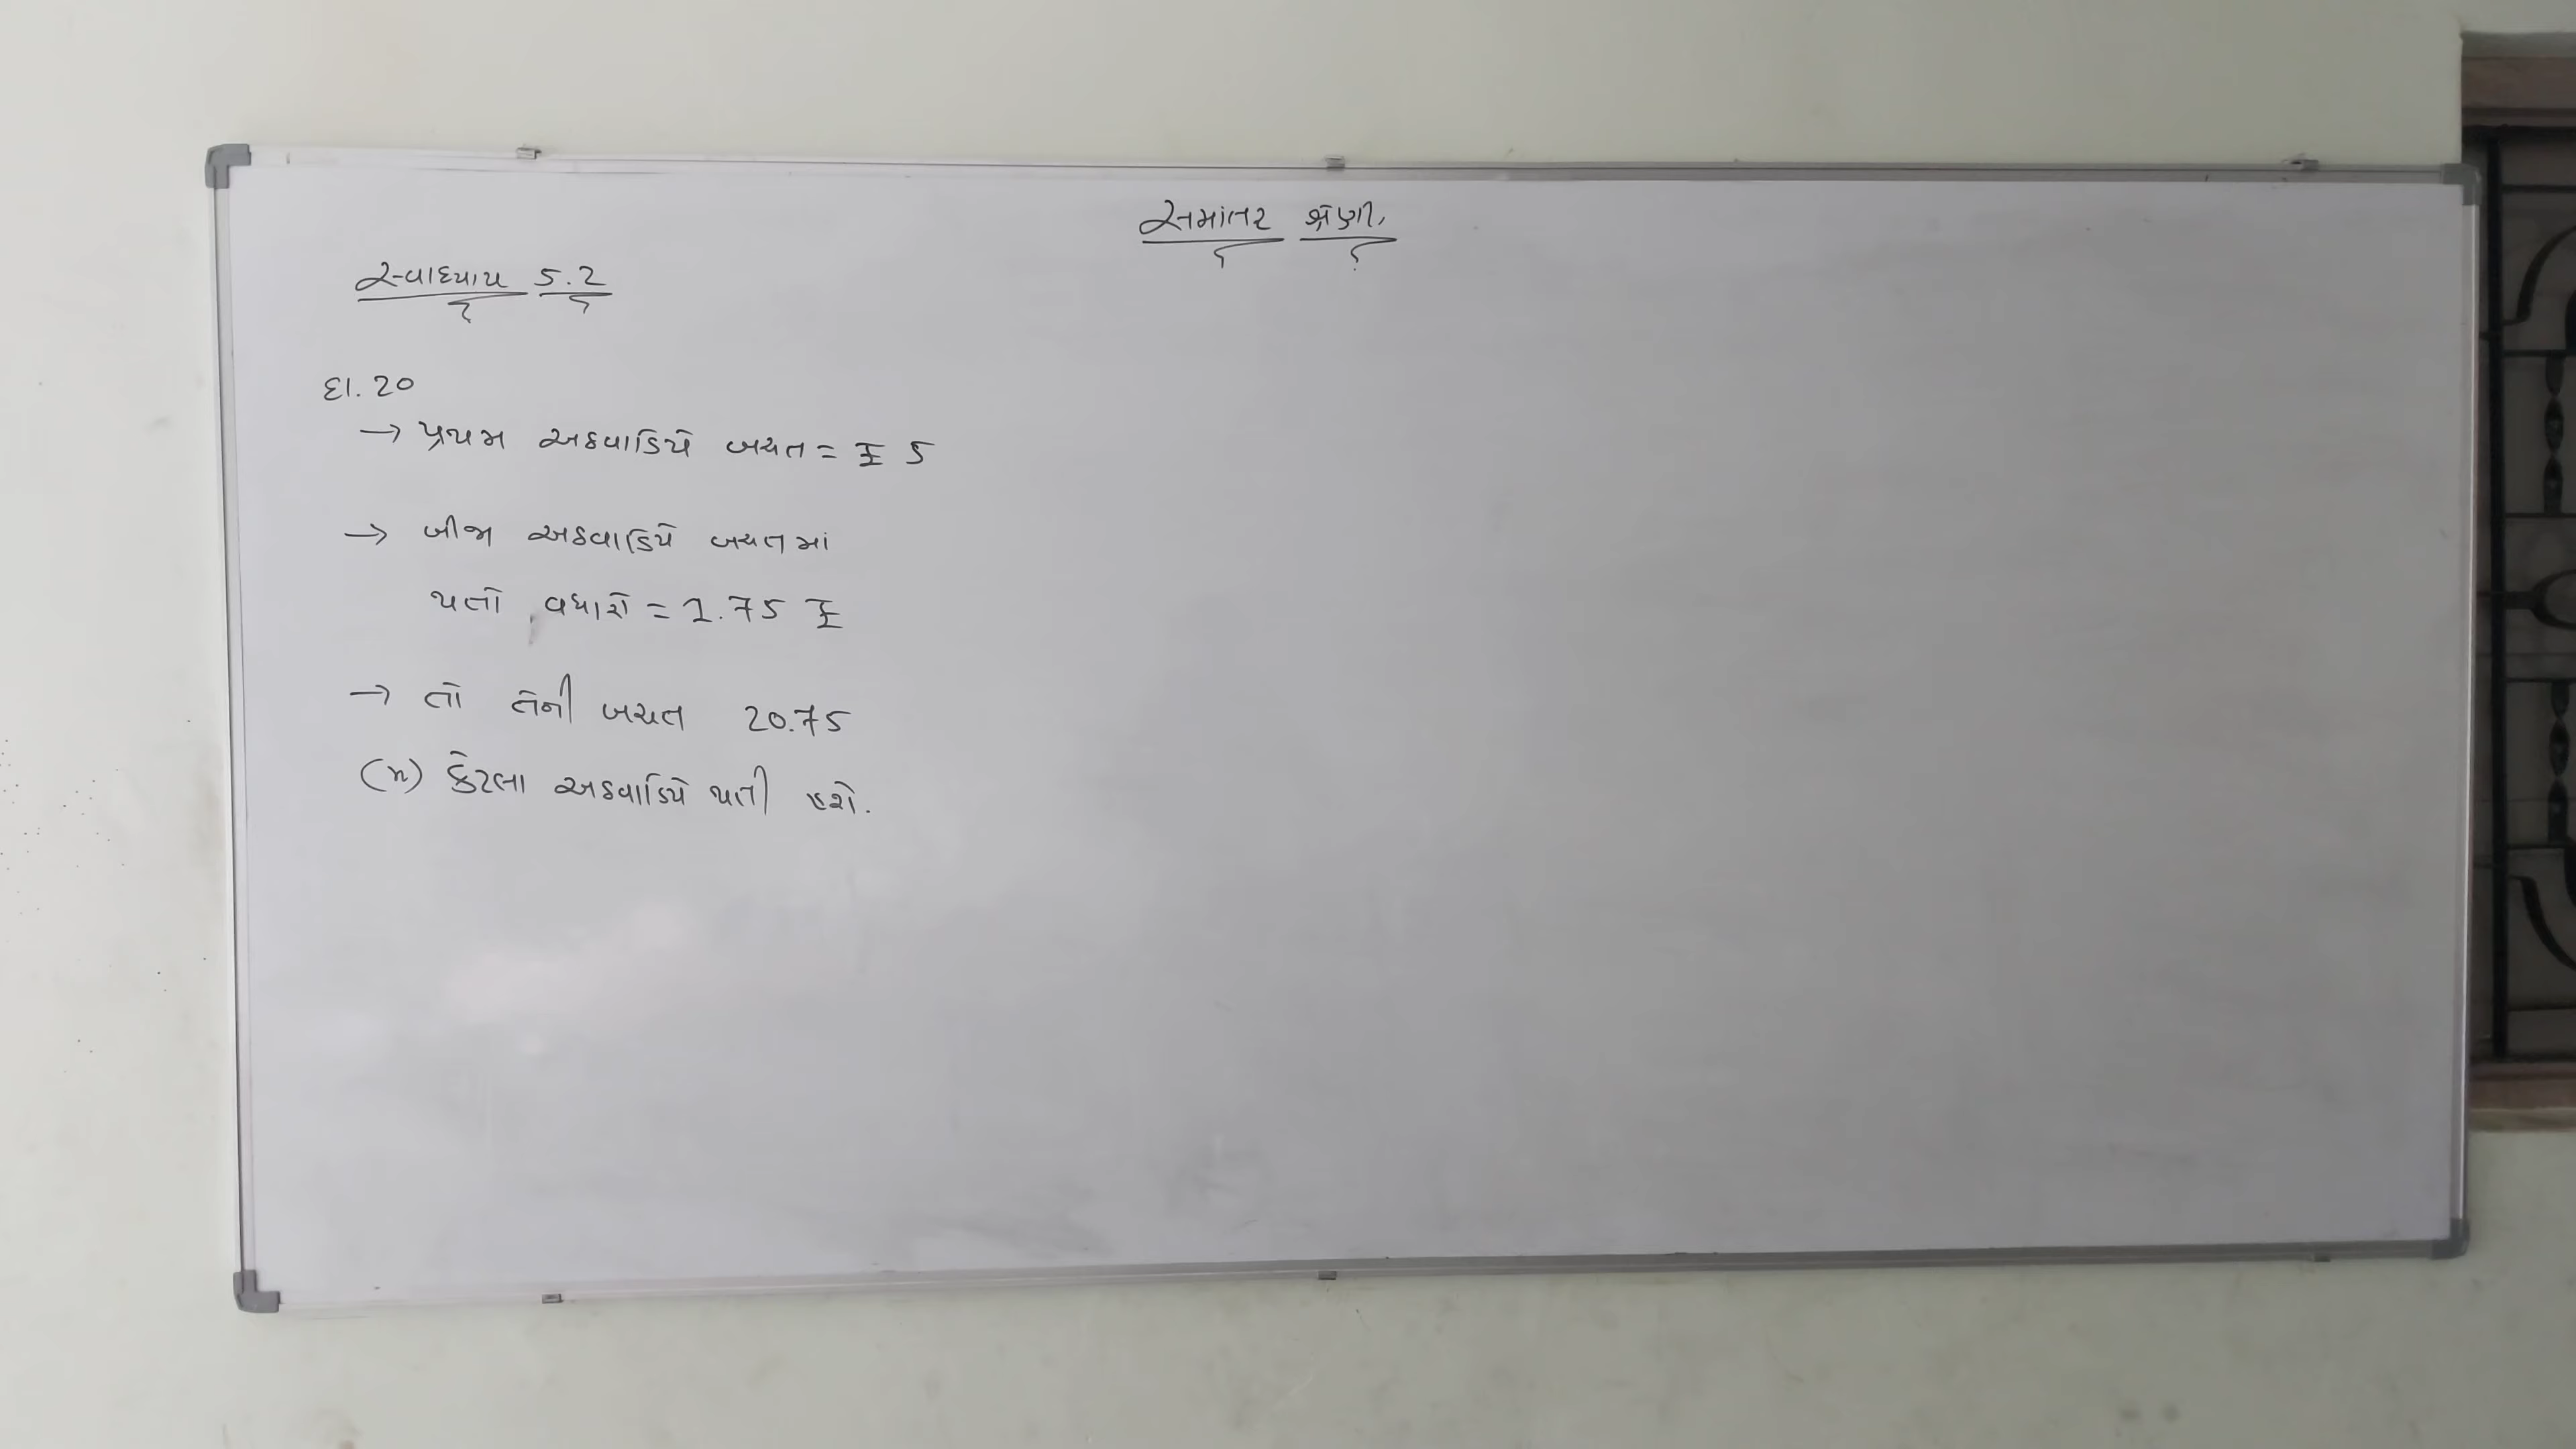 સમાંતર શ્રેણી
સ્વાધ્યાય 5.2
દા. 20
→ પ્રથમ અઠવાડિયે બચત = ₹ 5
→ બીજા અઠવાડિયે બચતમાં
થતો વધારો = 1.75 ₹
→ તો તેની બચત 20.75
(n) કેટલા અઠવાડિયે થતી હશે.